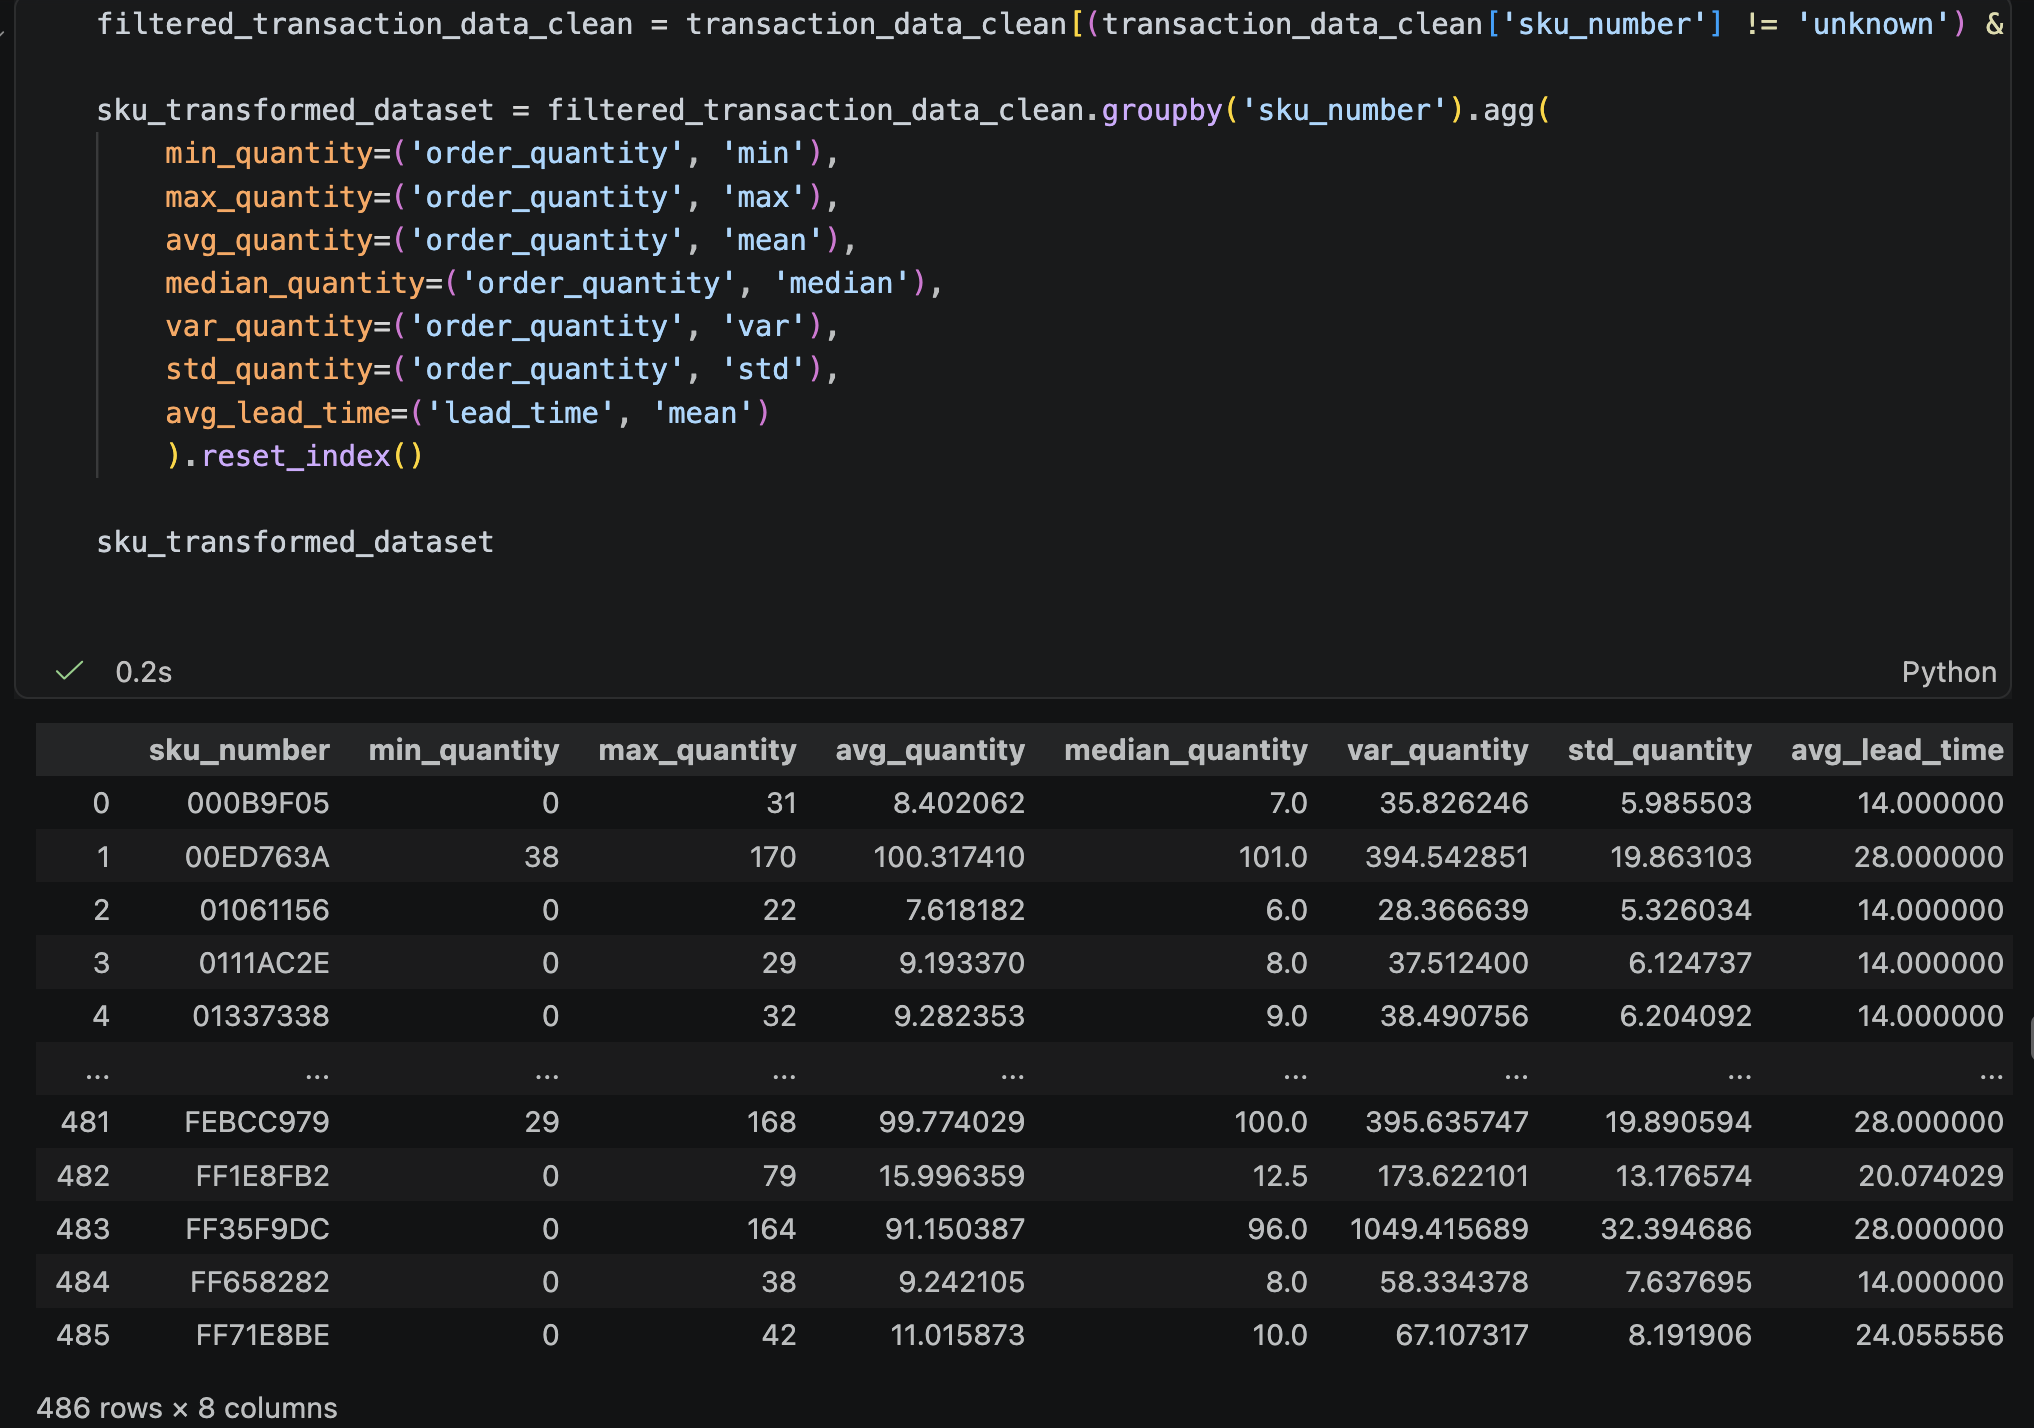 filtered_transaction_data_clean = transaction_data_clean[(transaction_data_clean['sku_number'] != 'unknown') &
sku_transformed_dataset = filtered_transaction_data_clean.groupby('sku_number').agg(
min_quantity=('order_quantity', 'min'),
max_quantity=('order_quantity', 'max'),
avg_quantity=('order_quantity', 'mean'),
median_quantity=('order_quantity', 'median'),
var_quantity=('order_quantity', 'var'),
std_quantity=('order_quantity', 'std'),
avg_lead_time=('lead_time', 'mean')
).reset_index()
sku_transformed_dataset
0.2s Python
sku_number min_quantity max_quantity avg_quantity median_quantity var_quantity std_quantity avg_lead_time
0 000B9F05 0 31 8.402062 7.0 35.826246 5.985503 14.000000
1 00ED763A 38 170 100.317410 101.0 394.542851 19.863103 28.000000
2 01061156 0 22 7.618182 6.0 28.366639 5.326034 14.000000
3 0111AC2E 0 29 9.193370 8.0 37.512400 6.124737 14.000000
4 01337338 0 32 9.282353 9.0 38.490756 6.204092 14.000000
... ... ... ... ... ... ... ... ...
481 FEBCC979 29 168 99.774029 100.0 395.635747 19.890594 28.000000
482 FF1E8FB2 0 79 15.996359 12.5 173.622101 13.176574 20.074029
483 FF35F9DC 0 164 91.150387 96.0 1049.415689 32.394686 28.000000
484 FF658282 0 38 9.242105 8.0 58.334378 7.637695 14.000000
485 FF71E8BE 0 42 11.015873 10.0 67.107317 8.191906 24.055556
486 rows × 8 columns